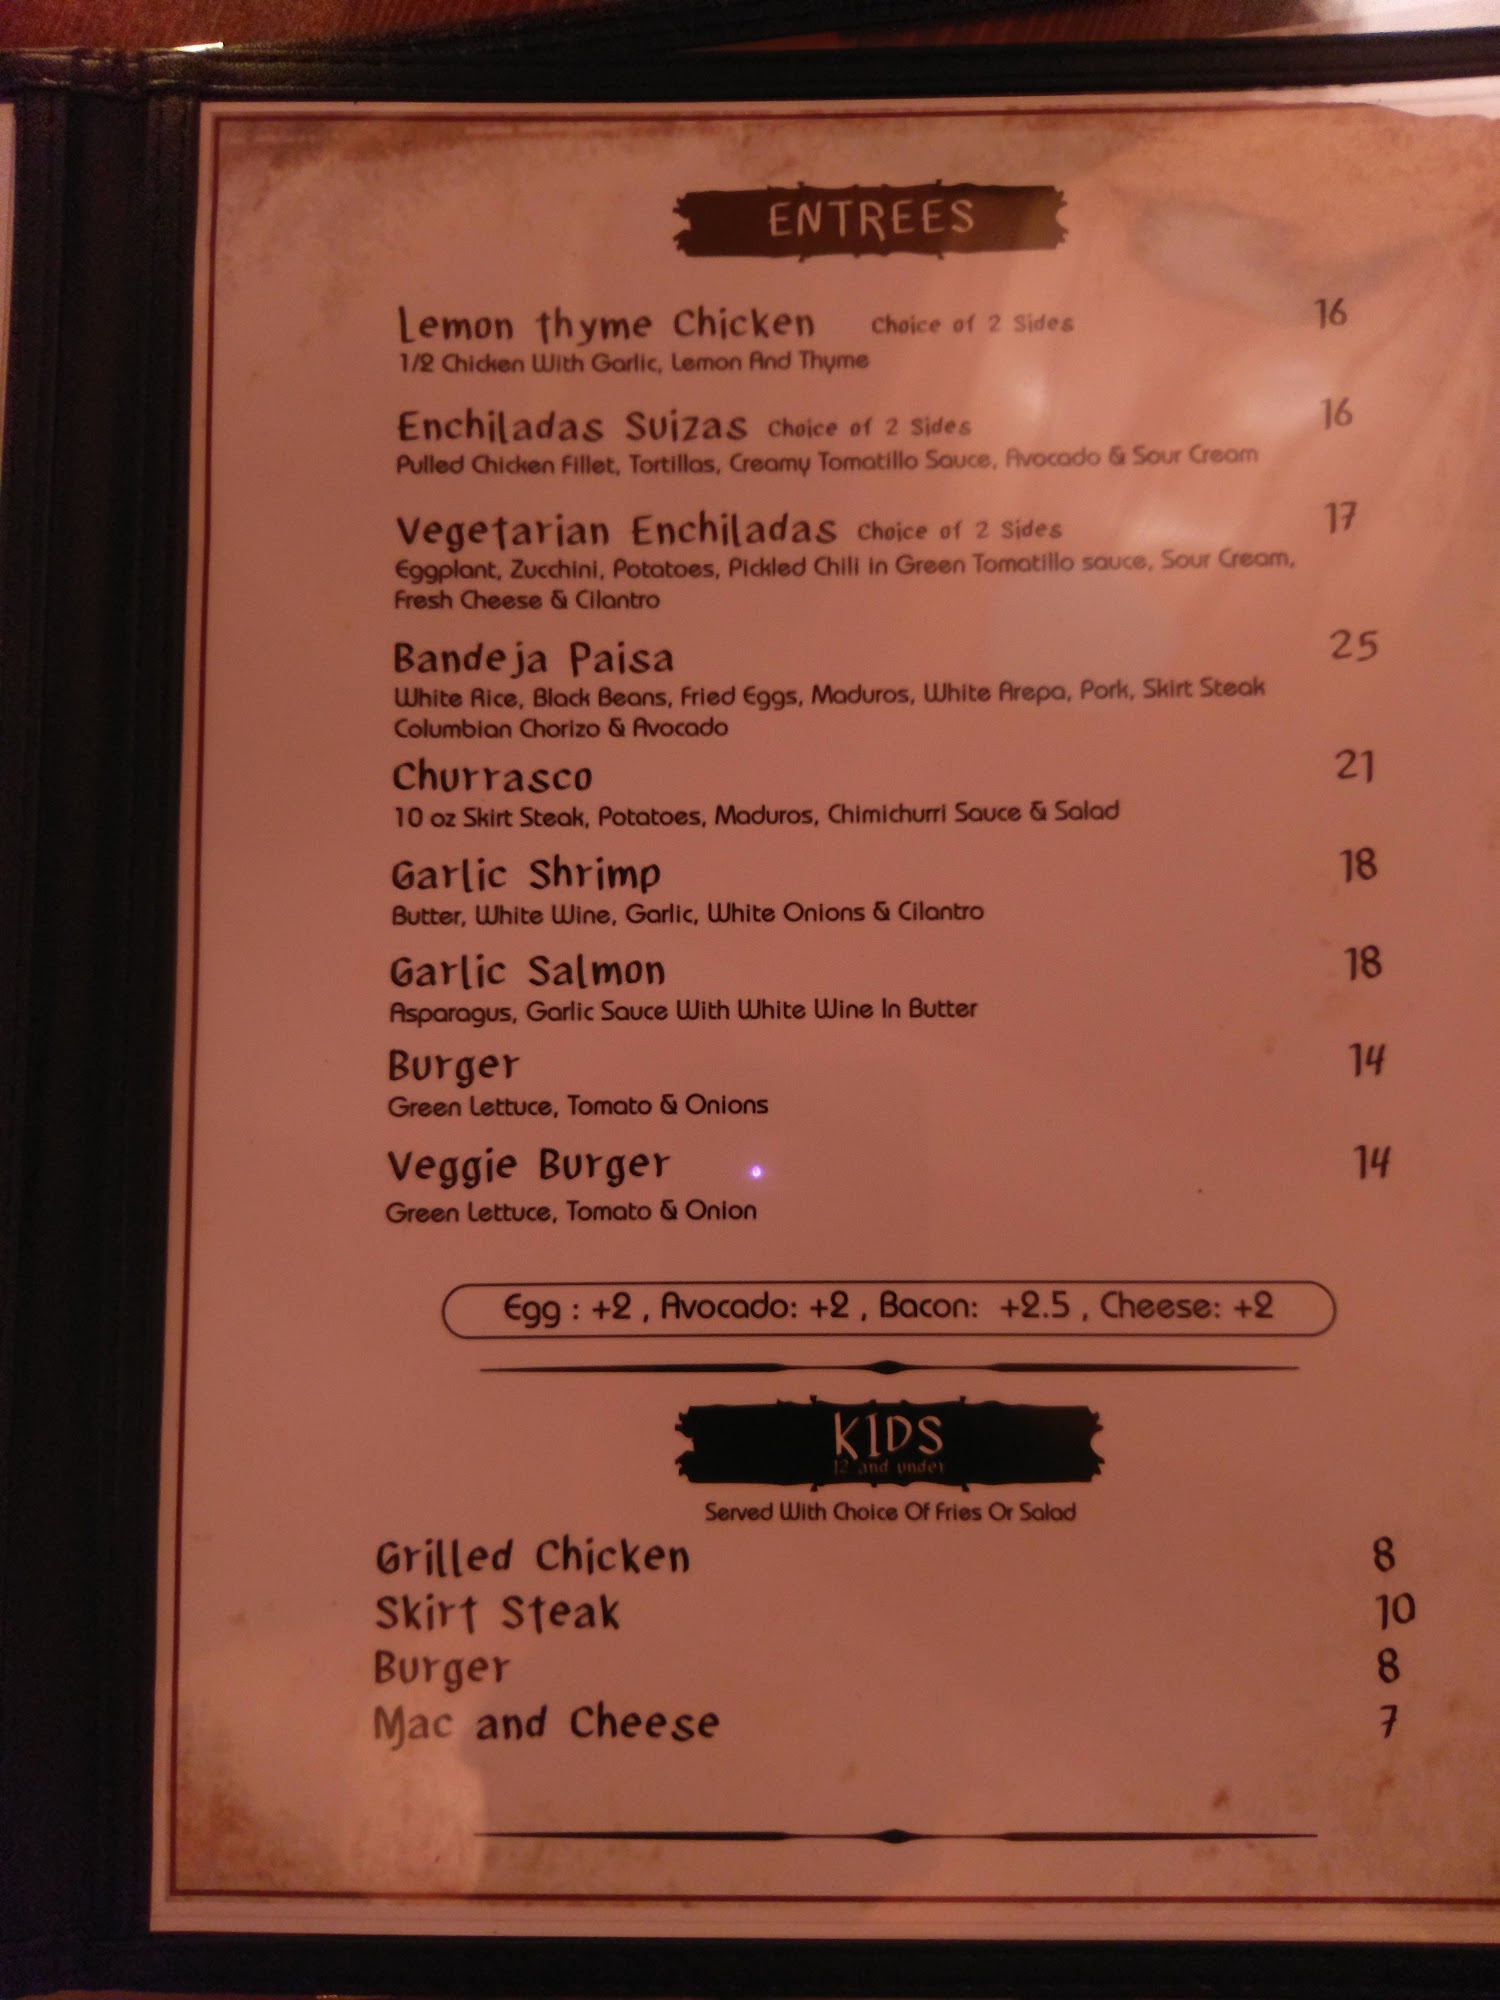 ENTREES
Lemon thyme Chicken Choice of 2 Sides 16
1/2 Chicken With Garlic, Lemon And Thyme
Enchiladas Suizas Choice of 2 Sides 16
Pulled Chicken Fillet, Tortillas, Creamy Tomatillo Sauce, Avocado & Sour Cream
Vegetarian Enchiladas Choice of 2 Sides 17
Eggplant, Zucchini, Potatoes, Pickled Chili in Green Tomatillo sauce, Sour Cream,
Fresh Cheese & Cilantro
Bandeja Paisa 25
White Rice, Black Beans, Fried Eggs, Maduros, White Arepa, Pork, Skirt Steak
Columbian Chorizo & Avocado
Churrasco 21
10 oz Skirt Steak, Potatoes, Maduros, Chimichurri Sauce & Salad
Garlic Shrimp 18
Butter, White Wine, Garlic, White Onions & Cilantro
Garlic Salmon 18
Asparagus, Garlic Sauce With White Wine In Butter
Burger 14
Green Lettuce, Tomato & Onions
Veggie Burger 14
Green Lettuce, Tomato & Onion
Egg : +2 , Avocado: +2 , Bacon: +2.5 , Cheese: +2
KIDS
12 and under
Served With Choice Of Fries Or Salad
Grilled Chicken 8
Skirt Steak 10
Burger 8
Mac and Cheese 7